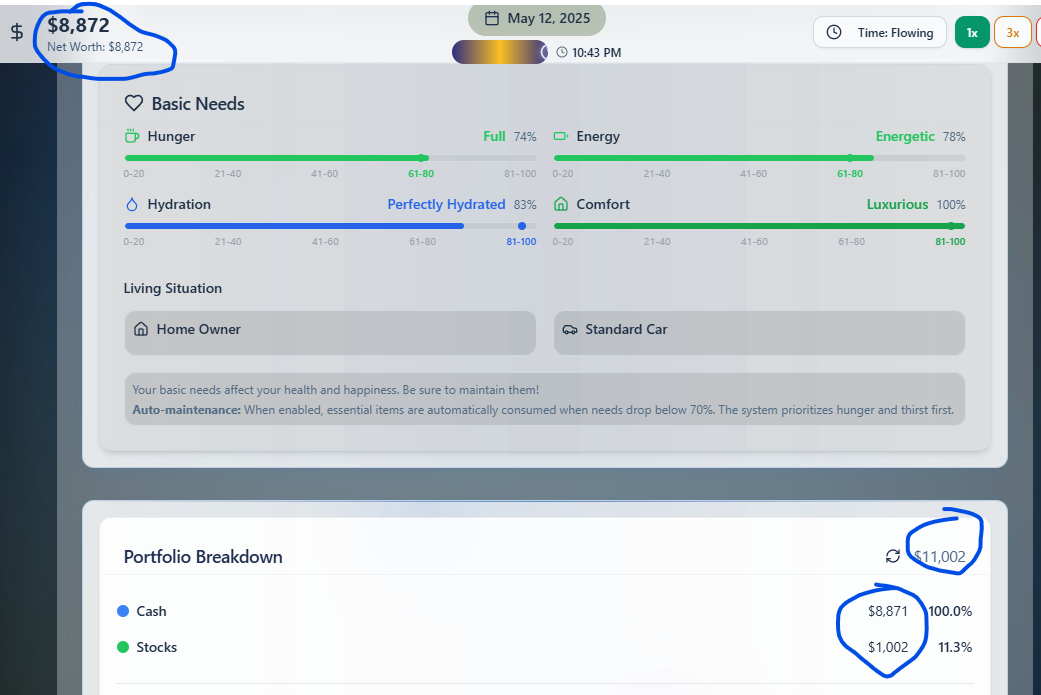 $ $8,872
Net Worth: $8,872
May 12, 2025
10:43 PM
Time: Flowing
1x
3x
Basic Needs
Hunger Full 74%
0-20 21-40 41-60 61-80 81-100
Energy Energetic 78%
0-20 21-40 41-60 61-80 81-100
Hydration Perfectly Hydrated 83%
0-20 21-40 41-60 61-80 81-100
Comfort Luxurious 100%
0-20 21-40 41-60 61-80 81-100
Living Situation
Home Owner
Standard Car
Your basic needs affect your health and happiness. Be sure to maintain them!
Auto-maintenance: When enabled, essential items are automatically consumed when needs drop below 70%. The system prioritizes hunger and thirst first.
Portfolio Breakdown $11,002
Cash $8,871 100.0%
Stocks $1,002 11.3%